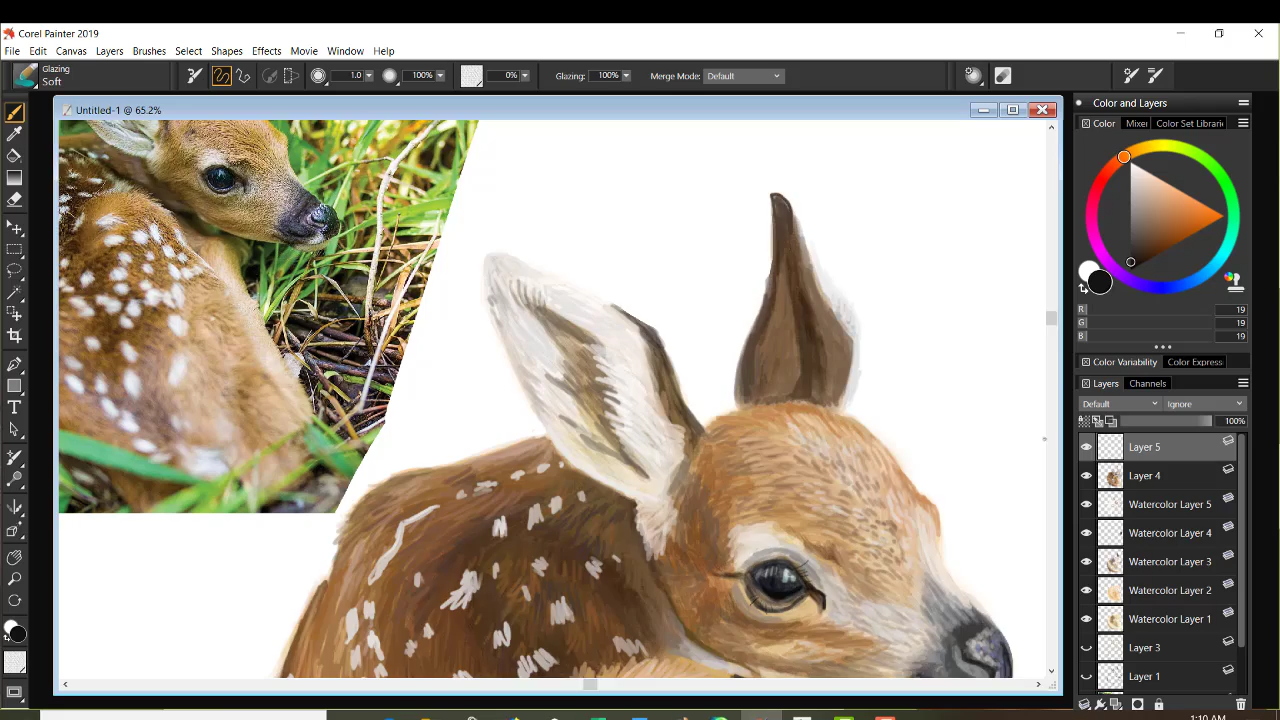 Corel Painter 2019
File Edit Canvas Layers Brushes Select Shapes Effects Movie Window Help
Glazing
Soft
1.0 100% 0% Glazing: 100% Merge Mode: Default
Untitled-1 @ 65.2%
Color and Layers
Color Mixer Color Set Librari
R 19
G 19
B 19
Color Variability Color Express
Layers Channels
Default Ignore
100%
Layer 5
Layer 4
Watercolor Layer 5
Watercolor Layer 4
Watercolor Layer 3
Watercolor Layer 2
Watercolor Layer 1
Layer 3
Layer 1
1:10 AM